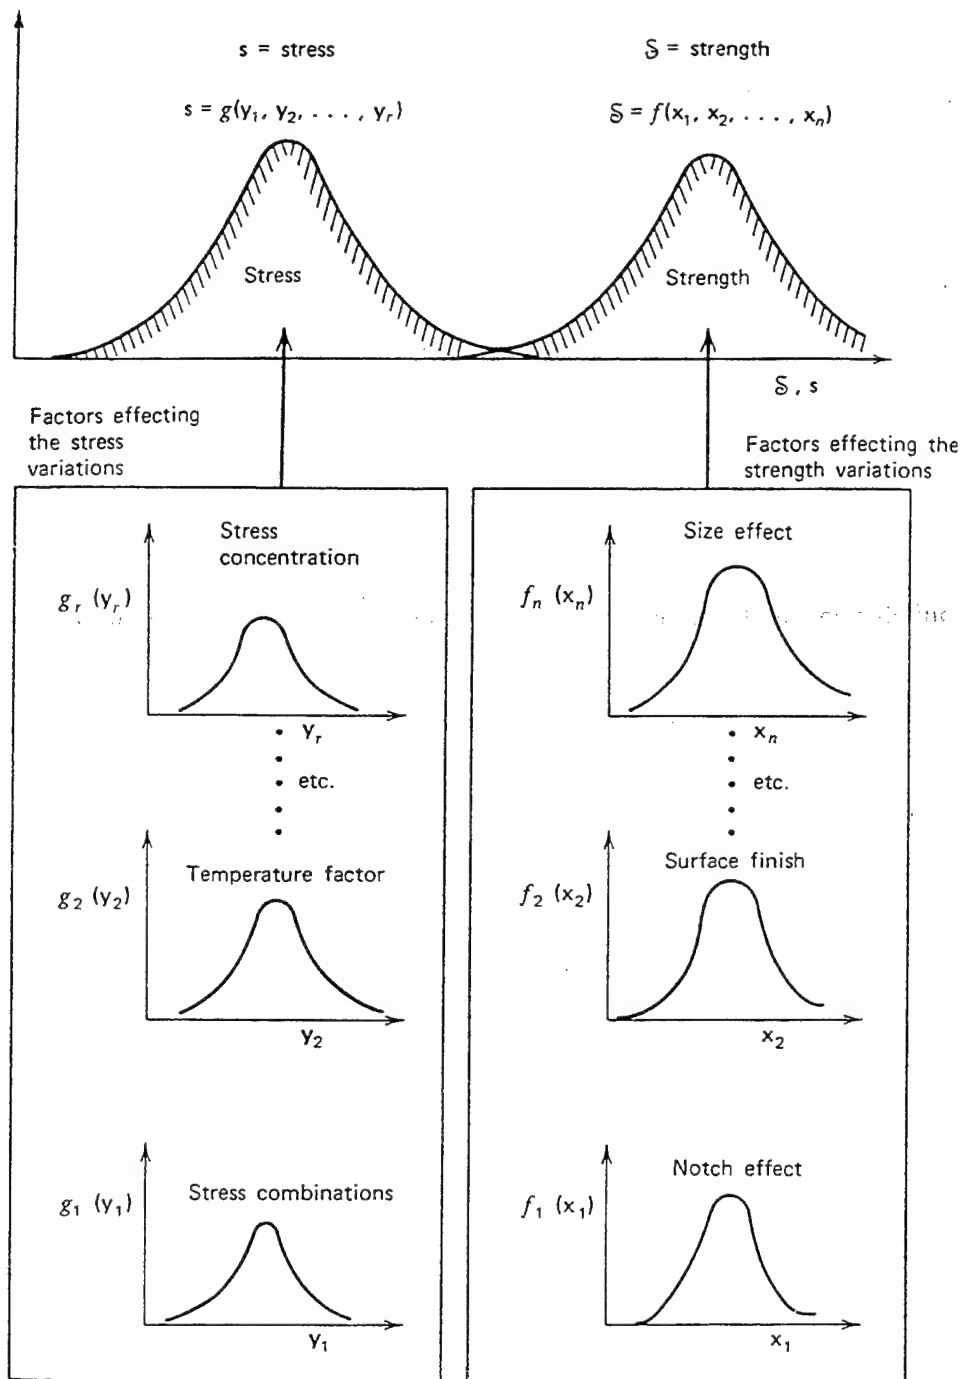 s = stress
𝕊 = strength
s = g(y₁, y₂, . . . , yᵣ)
𝕊 = f(x₁, x₂, . . . , xₙ)
Stress
Strength
𝕊, s
Factors effecting
the stress
variations
Factors effecting the
strength variations
Stress
concentration
gᵣ (yᵣ)
yᵣ
etc.
Temperature factor
g₂ (y₂)
y₂
Stress combinations
g₁ (y₁)
y₁
Size effect
fₙ (xₙ)
xₙ
etc.
Surface finish
f₂ (x₂)
x₂
Notch effect
f₁ (x₁)
x₁